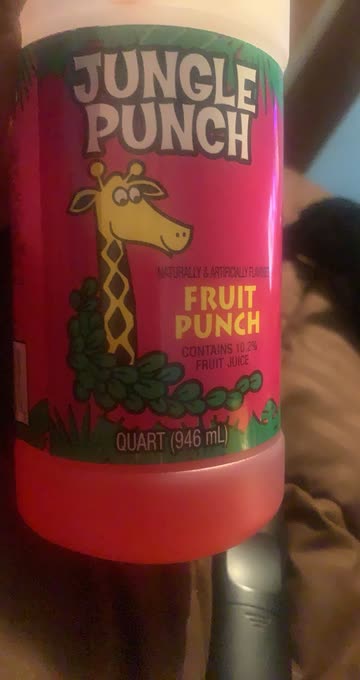 JUNGLE
PUNCH
NATURALLY & ARTIFICIALLY FLAVORED
FRUIT
PUNCH
CONTAINS 10.2%
FRUIT JUICE
QUART (946 mL)